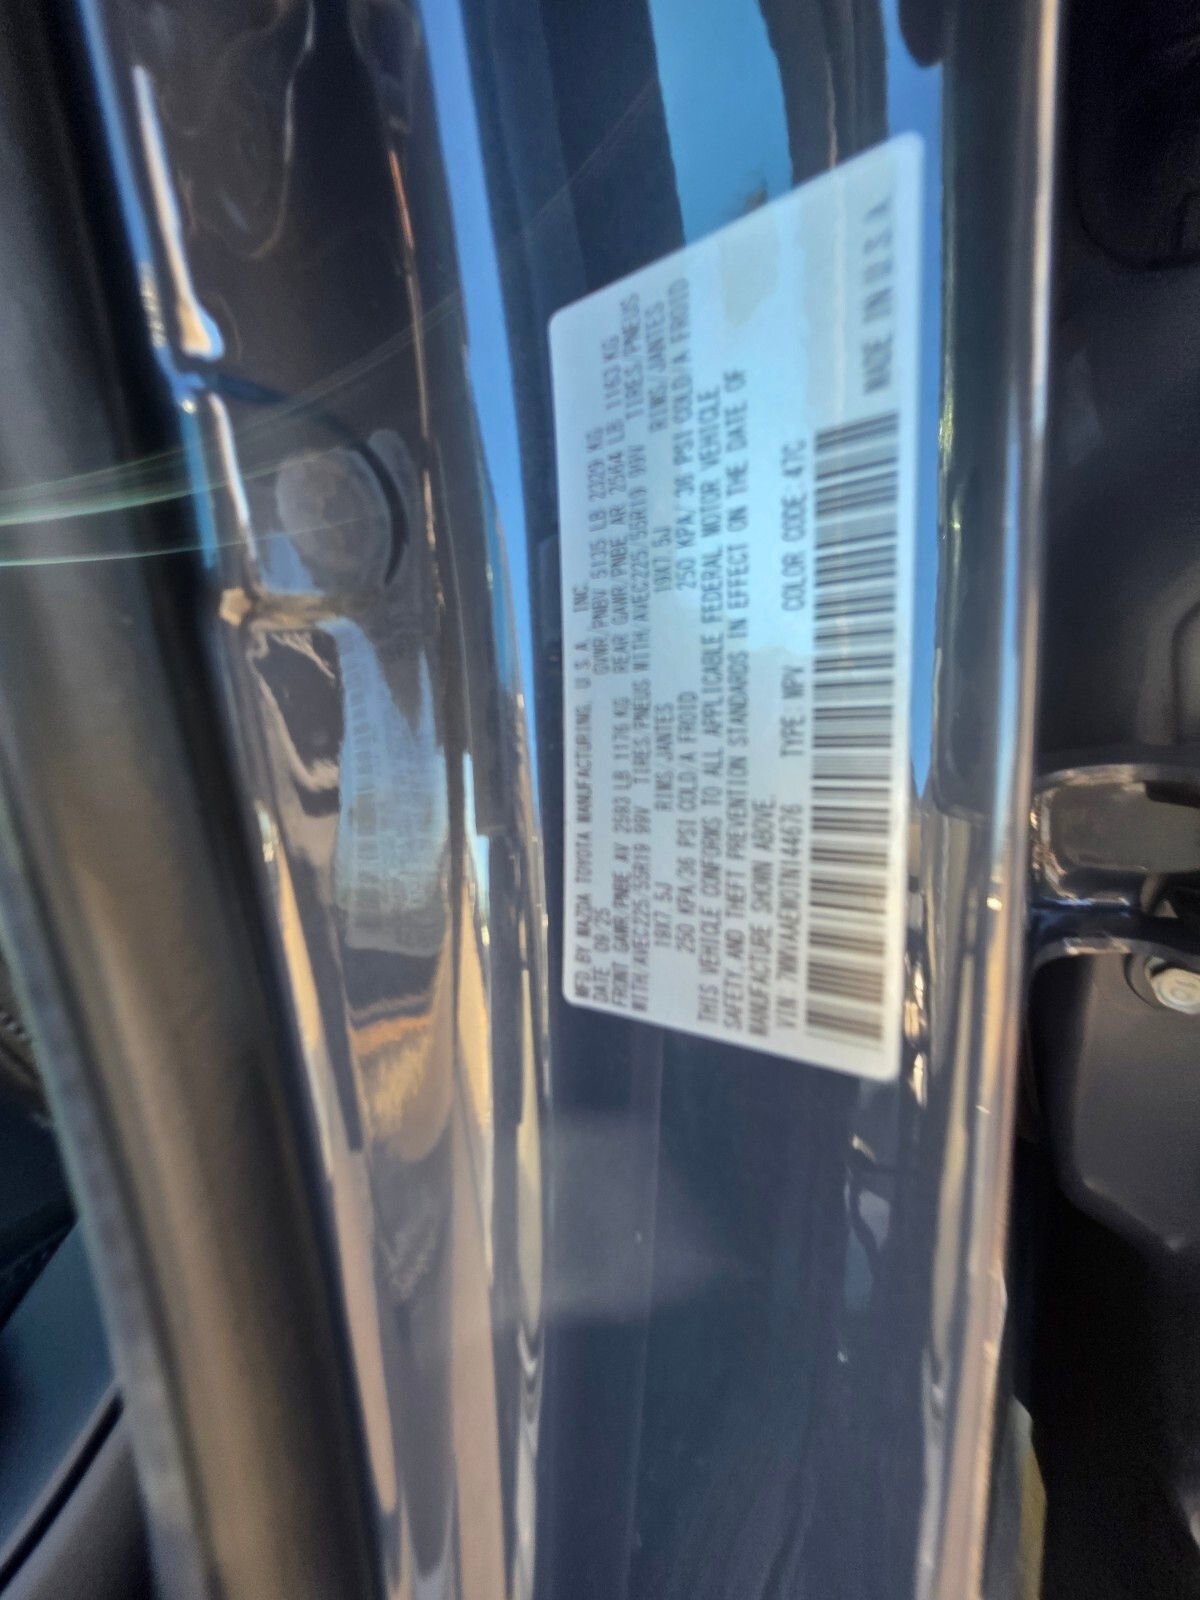 MFD. BY MAZDA TOYOTA MANUFACTURING, U.S.A., INC.
DATE 09/25 GVWR/PNBV 5135 LB 2329 KG
FRONT GAWR/PNBE AV 2593 LB 1176 KG REAR GAWR/PNBE AR 2564 LB 1163 KG
WITH/AVEC225/55R19 99V TIRES/PNEUS WITH/AVEC225/55R19 99V TIRES/PNEUS
19X7.5J RIMS/JANTES 19X7.5J RIMS/JANTES
250 KPA/36 PSI COLD/A FROID 250 KPA/36 PSI COLD/A FROID
THIS VEHICLE CONFORMS TO ALL APPLICABLE FEDERAL MOTOR VEHICLE
SAFETY AND THEFT PREVENTION STANDARDS IN EFFECT ON THE DATE OF
MANUFACTURE SHOWN ABOVE.
VIN: TYPE: MPV COLOR CODE: 47C
MADE IN U.S.A.